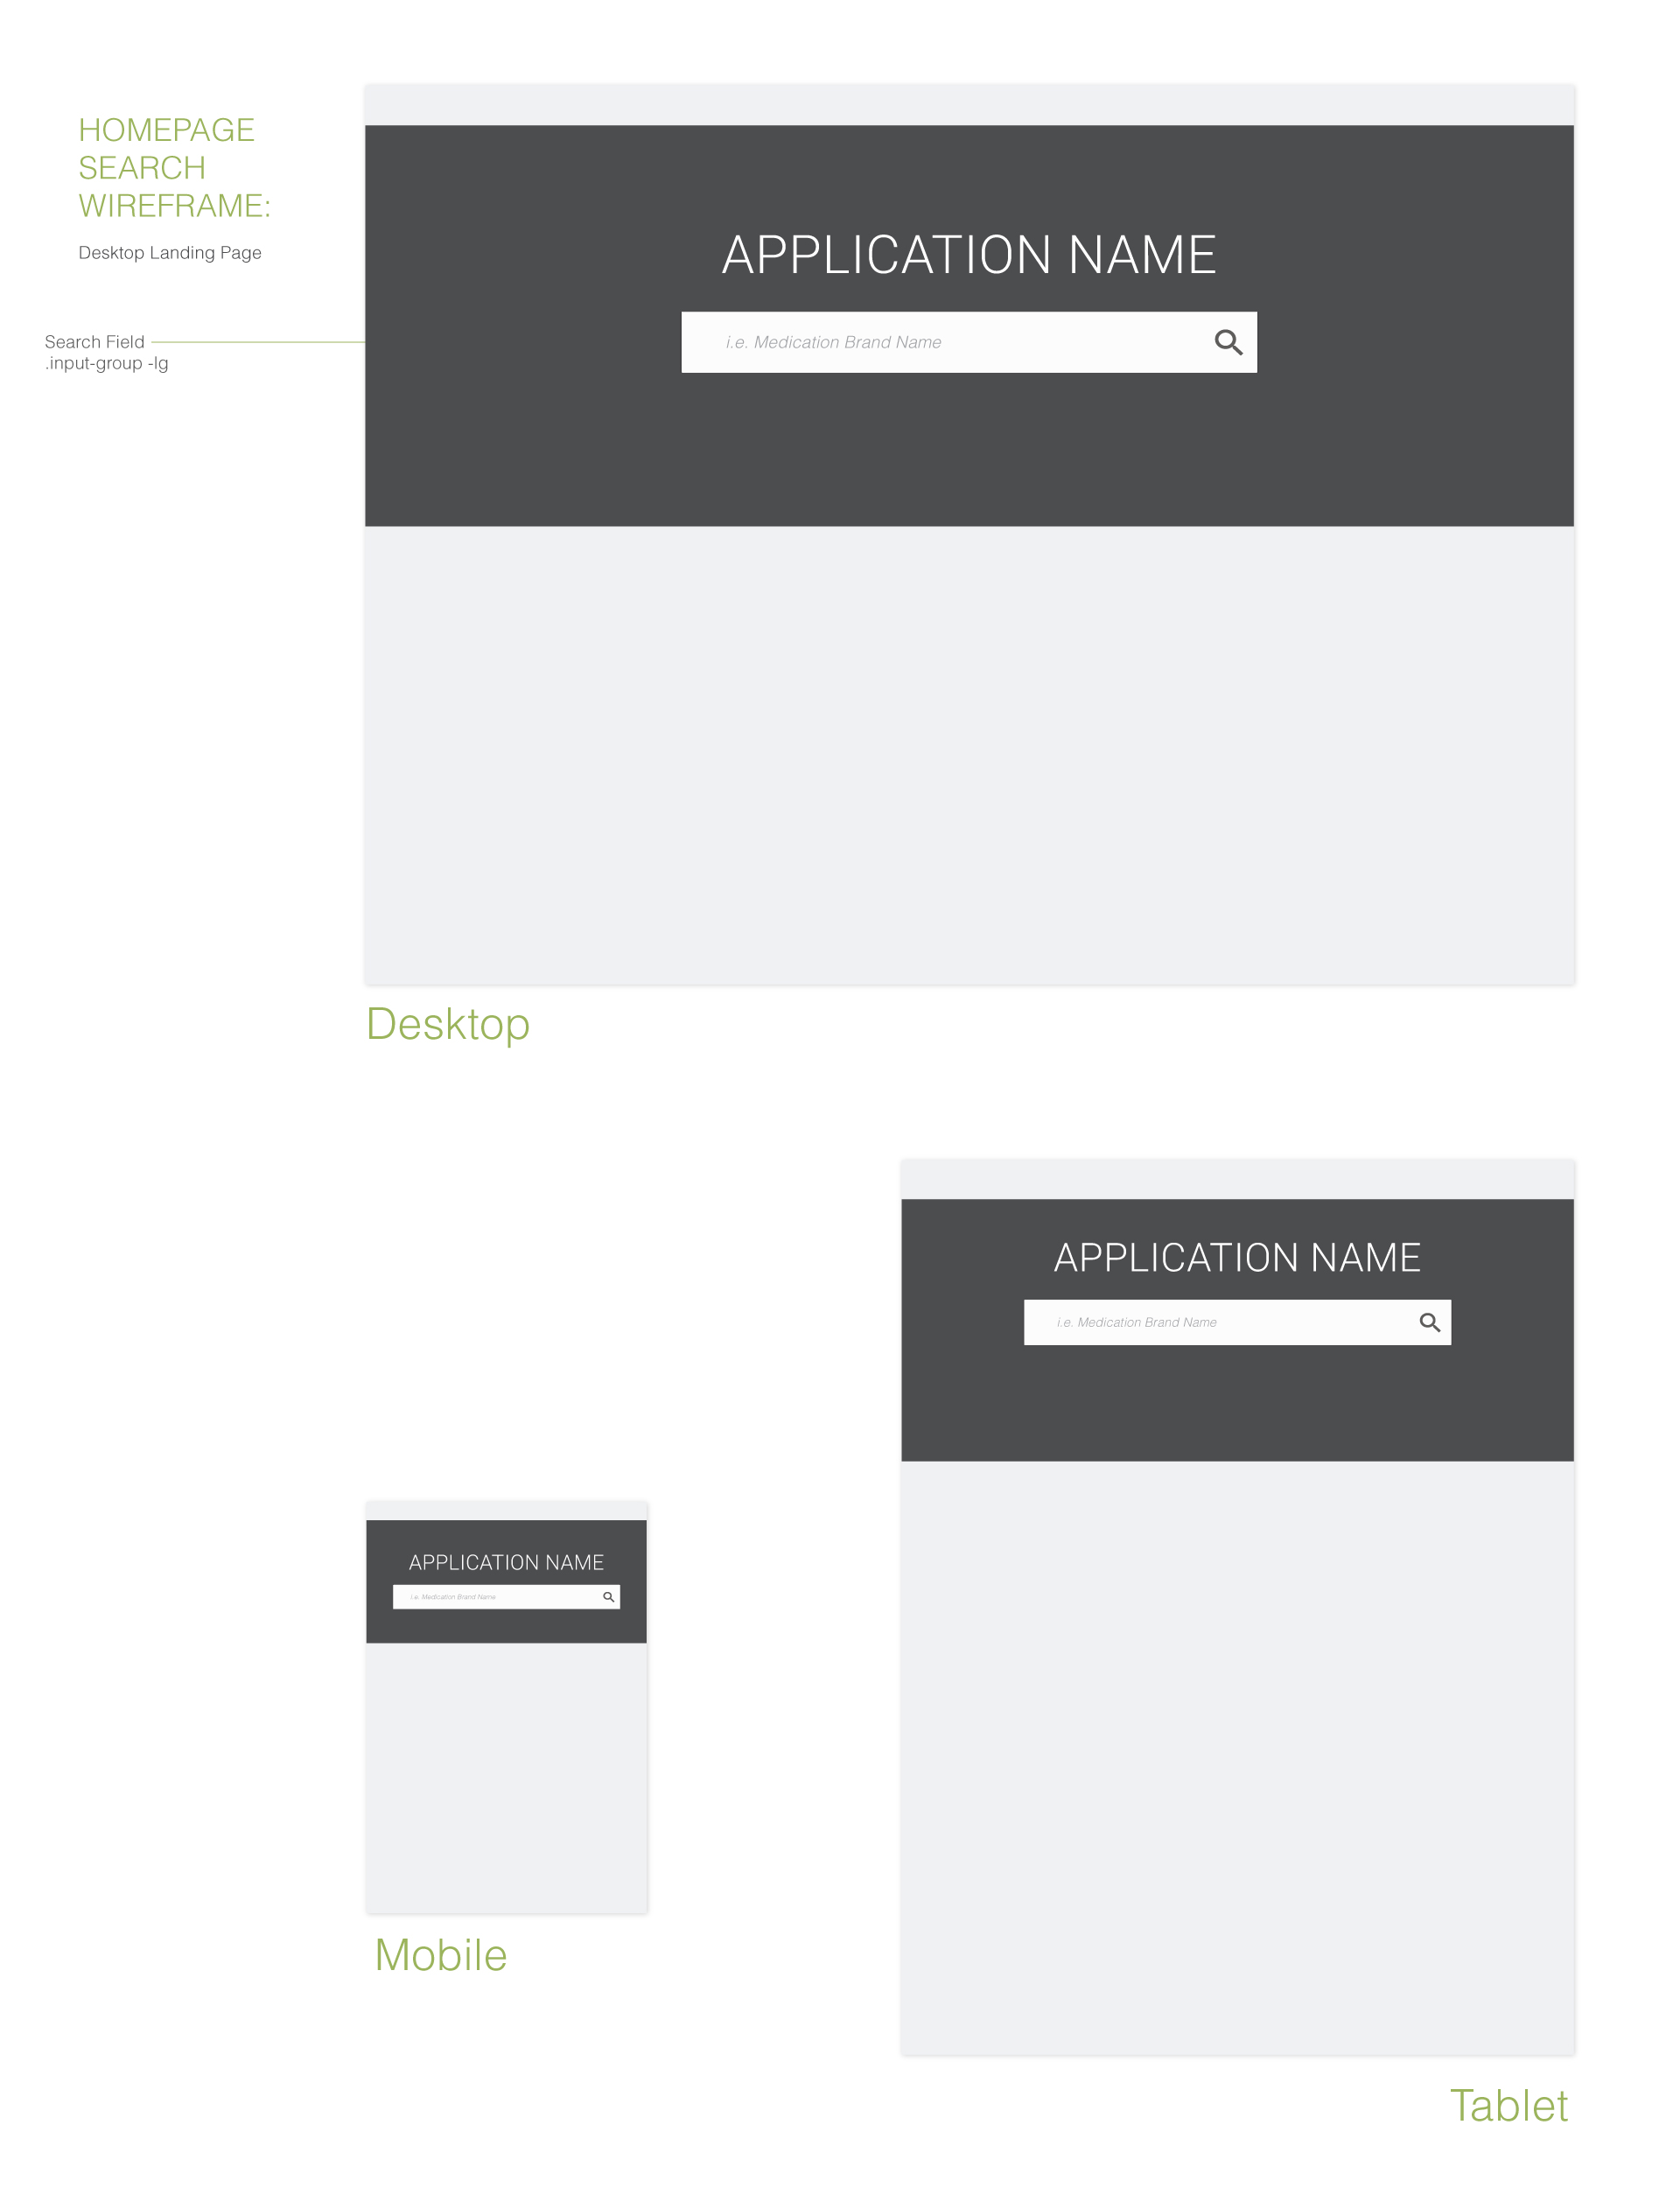 HOMEPAGE
SEARCH
WIREFRAME:
Desktop Landing Page
Search Field
.input-group -lg
APPLICATION NAME
i.e. Medication Brand Name
Desktop
APPLICATION NAME
i.e. Medication Brand Name
APPLICATION NAME
i.e. Medication Brand Name
Mobile
Tablet